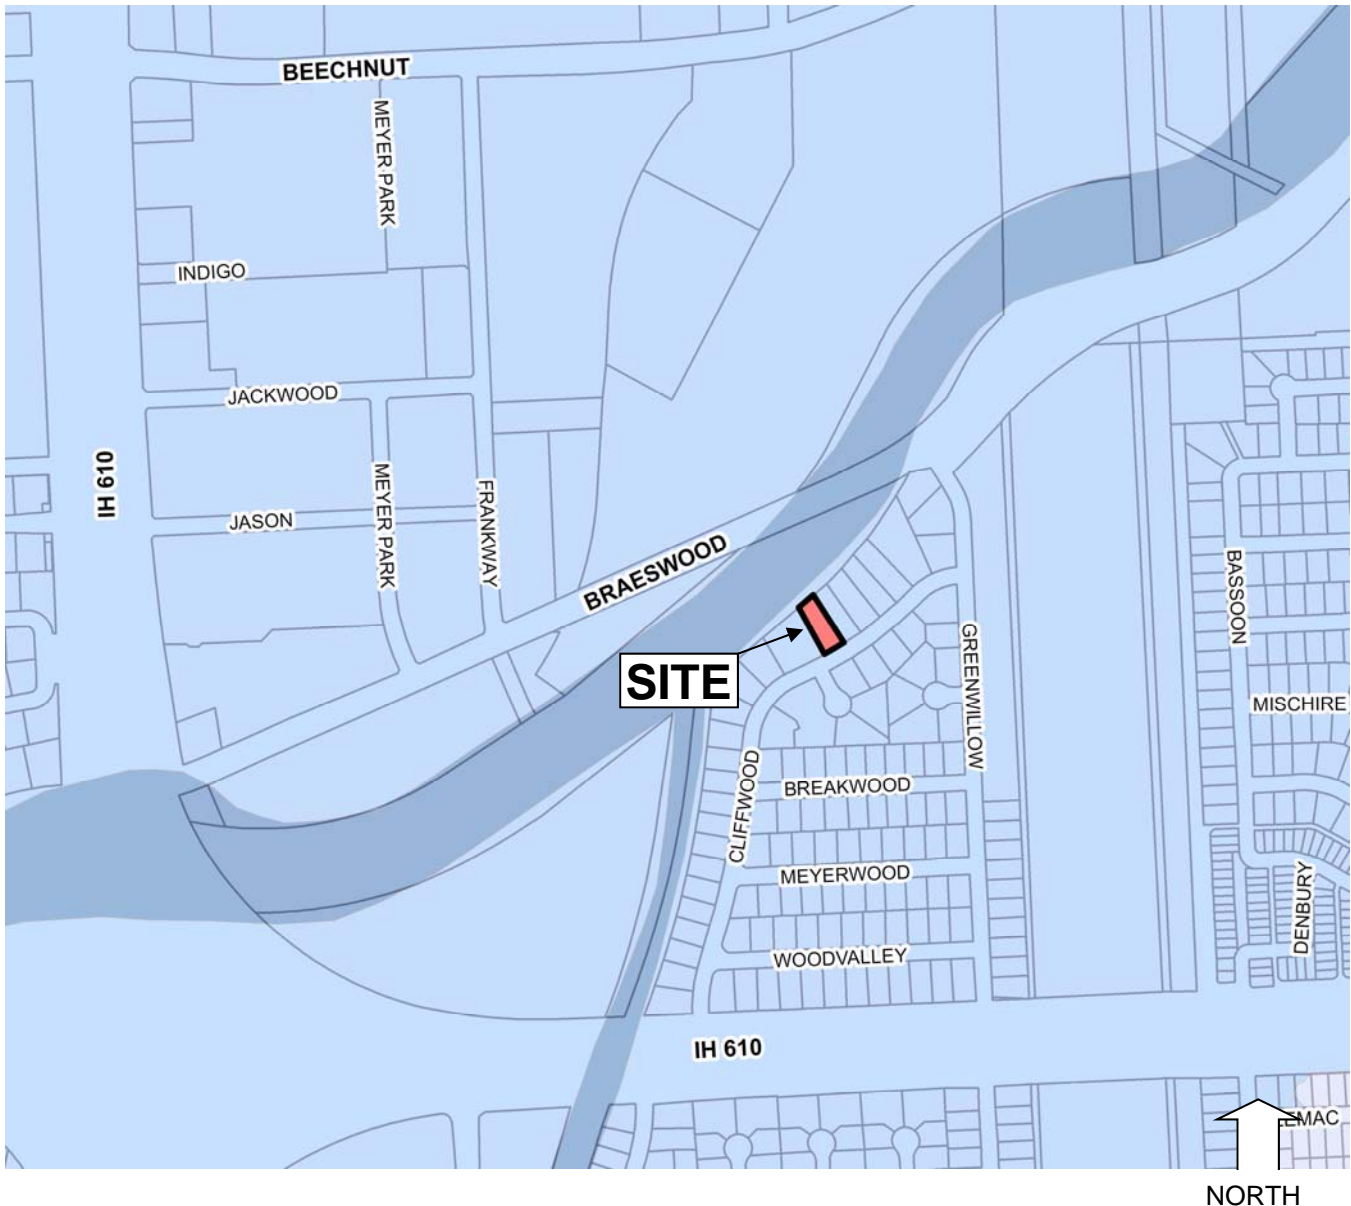 BEECHNUT
MEYER PARK
INDIGO
JACKWOOD
IH 610
MEYER PARK
FRANKWAY
JASON
BRAESWOOD
BASSOON
GREENWILLOW
SITE
MISCHIRE
CLIFFWOOD
BREAKWOOD
MEYERWOOD
DENBURY
WOODVALLEY
IH 610
EMAC
NORTH